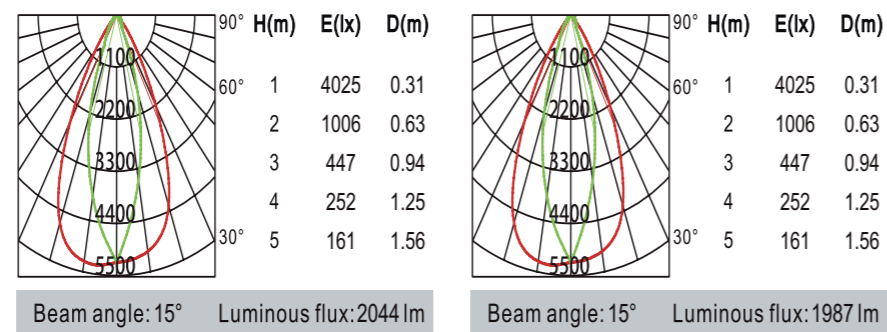 90° H(m) E(lx) D(m)
1100
60° 1 4025 0.31
2200
2 1006 0.63
3300 3 447 0.94
4400 4 252 1.25
30° 5 161 1.56
5500
Beam angle: 15° Luminous flux: 2044 lm
90° H(m) E(lx) D(m)
1100
60° 1 4025 0.31
2200
2 1006 0.63
3300 3 447 0.94
4400 4 252 1.25
30° 5 161 1.56
5500
Beam angle: 15° Luminous flux: 1987 lm